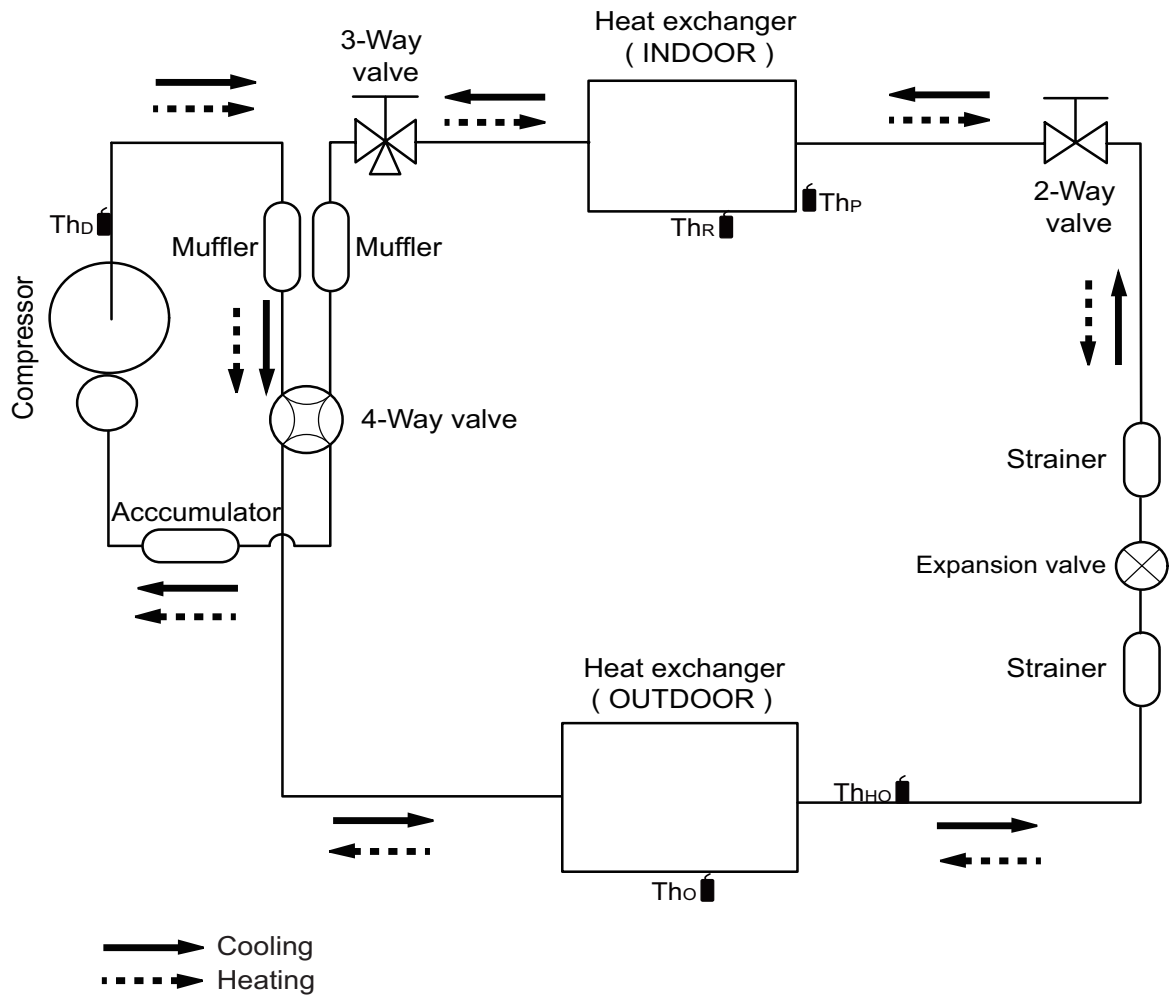 Heat exchanger
( INDOOR )
3-Way
valve
2-Way
valve
ThD
ThP
ThR
Muffler
Muffler
Compressor
4-Way valve
Strainer
Acccumulator
Expansion valve
Strainer
Heat exchanger
( OUTDOOR )
ThHO
ThO
Cooling
Heating